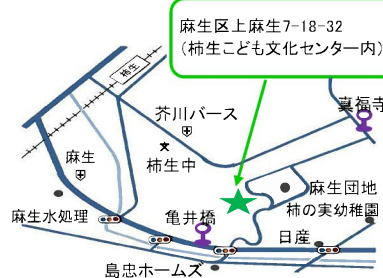 麻生区上麻生7-18-32
(柿生こども文化センター内)
柿生
芥川バース
真福寺
柿生中
麻生
麻生団地
麻生水処理
亀井橋
柿の実幼稚園
日産
島忠ホームズ